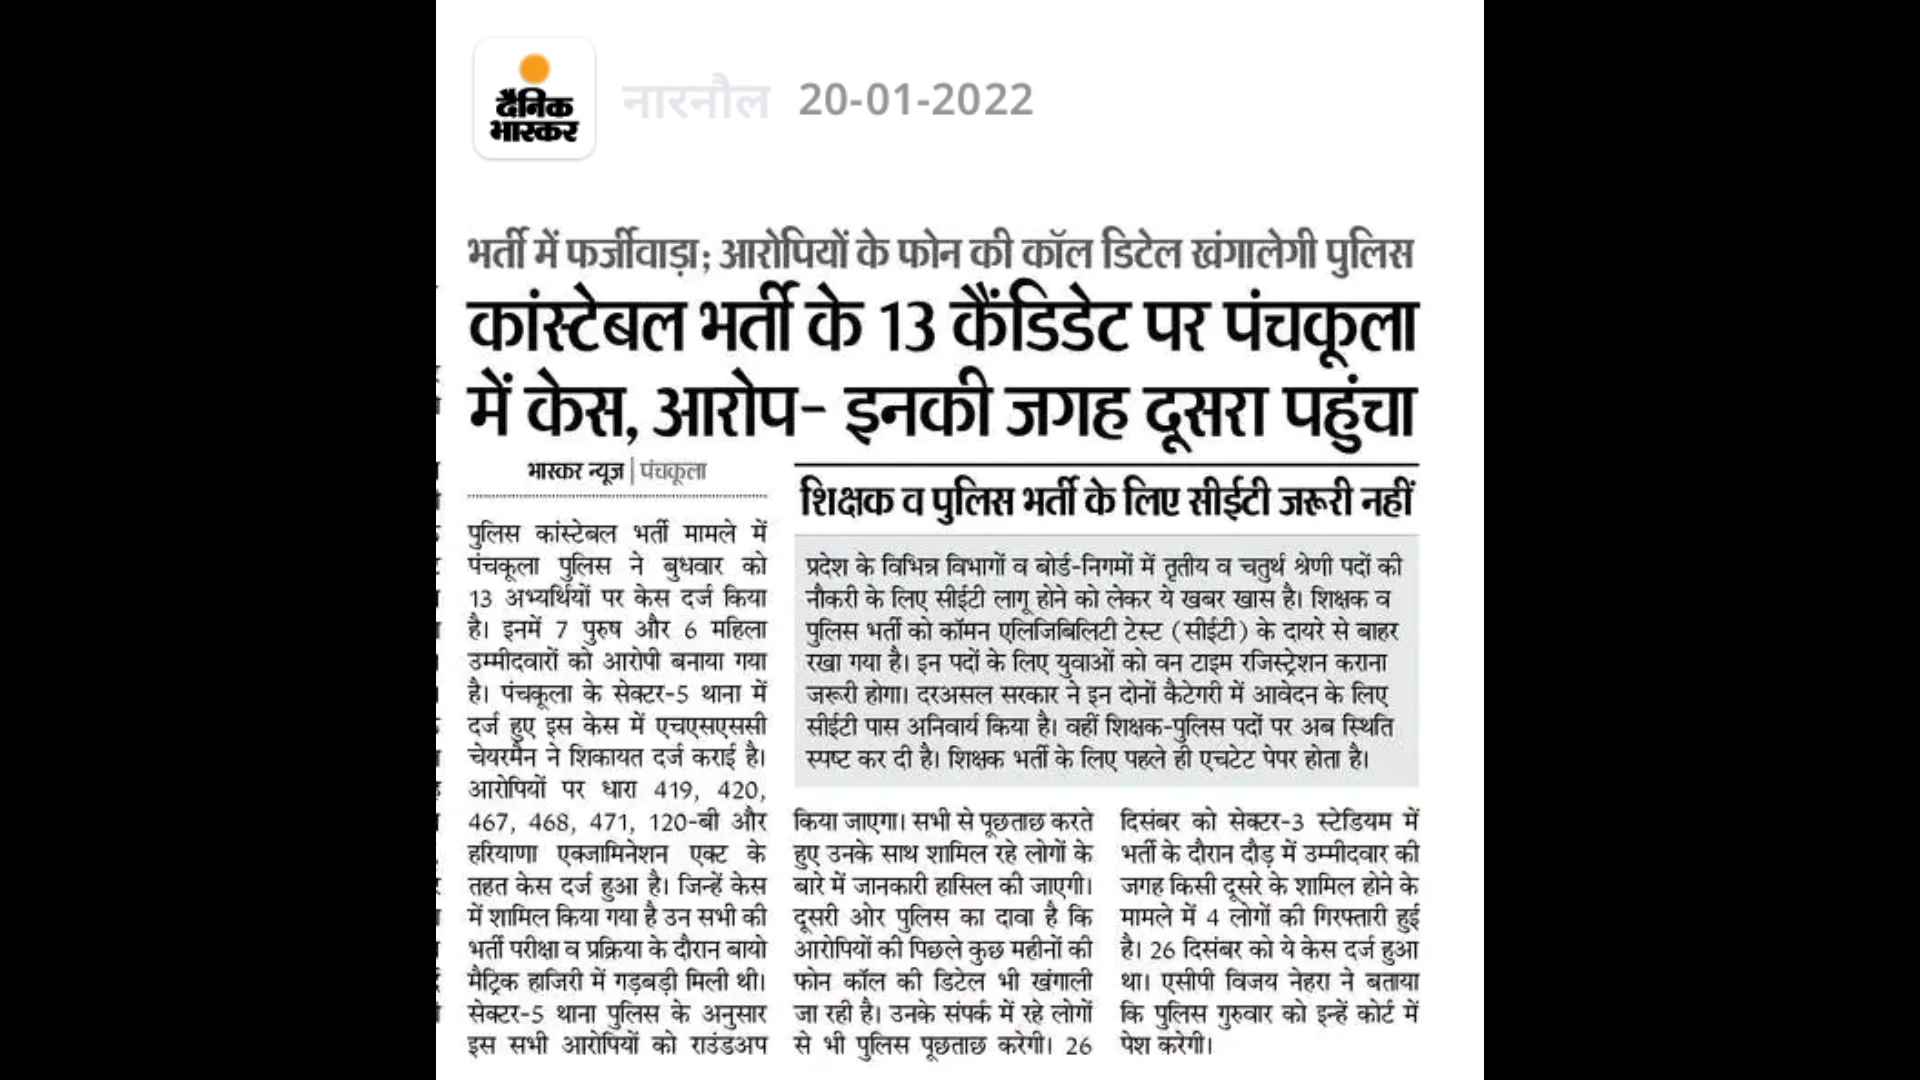 दैनिक
भास्कर
नारनौल 20-01-2022
भर्ती में फर्जीवाड़ा; आरोपियों के फोन की कॉल डिटेल खंगालेगी पुलिस
कांस्टेबल भर्ती के 13 कैंडिडेट पर पंचकूला
में केस, आरोप- इनकी जगह दूसरा पहुंचा
भास्कर न्यूज | पंचकूला
पुलिस कांस्टेबल भर्ती मामले में
पंचकूला पुलिस ने बुधवार को
13 अभ्यर्थियों पर केस दर्ज किया
है। इनमें 7 पुरुष और 6 महिला
उम्मीदवारों को आरोपी बनाया गया
है। पंचकूला के सेक्टर-5 थाना में
दर्ज हुए इस केस में एचएसएससी
चेयरमैन ने शिकायत दर्ज कराई है।
आरोपियों पर धारा 419, 420,
467, 468, 471, 120-बी और
हरियाणा एक्जामिनेशन एक्ट के
तहत केस दर्ज हुआ है। जिन्हें केस
में शामिल किया गया है उन सभी की
भर्ती परीक्षा व प्रक्रिया के दौरान बायो
मैट्रिक हाजिरी में गड़बड़ी मिली थी।
सेक्टर-5 थाना पुलिस के अनुसार
इस सभी आरोपियों को राउंडअप
शिक्षक व पुलिस भर्ती के लिए सीईटी जरूरी नहीं
प्रदेश के विभिन्न विभागों व बोर्ड-निगमों में तृतीय व चतुर्थ श्रेणी पदों की
नौकरी के लिए सीईटी लागू होने को लेकर ये खबर खास है। शिक्षक व
पुलिस भर्ती को कॉमन एलिजिबिलिटी टेस्ट (सीईटी) के दायरे से बाहर
रखा गया है। इन पदों के लिए युवाओं को वन टाइम रजिस्ट्रेशन कराना
जरूरी होगा। दरअसल सरकार ने इन दोनों कैटेगरी में आवेदन के लिए
सीईटी पास अनिवार्य किया है। वहीं शिक्षक-पुलिस पदों पर अब स्थिति
स्पष्ट कर दी है। शिक्षक भर्ती के लिए पहले ही एचटेट पेपर होता है।
किया जाएगा। सभी से पूछताछ करते
हुए उनके साथ शामिल रहे लोगों के
बारे में जानकारी हासिल की जाएगी।
दूसरी ओर पुलिस का दावा है कि
आरोपियों की पिछले कुछ महीनों की
फोन कॉल की डिटेल भी खंगाली
जा रही है। उनके संपर्क में रहे लोगों
से भी पुलिस पूछताछ करेगी। 26
दिसंबर को सेक्टर-3 स्टेडियम में
भर्ती के दौरान दौड़ में उम्मीदवार की
जगह किसी दूसरे के शामिल होने के
मामले में 4 लोगों की गिरफ्तारी हुई
है। 26 दिसंबर को ये केस दर्ज हुआ
था। एसीपी विजय नेहरा ने बताया
कि पुलिस गुरुवार को इन्हें कोर्ट में
पेश करेगी।